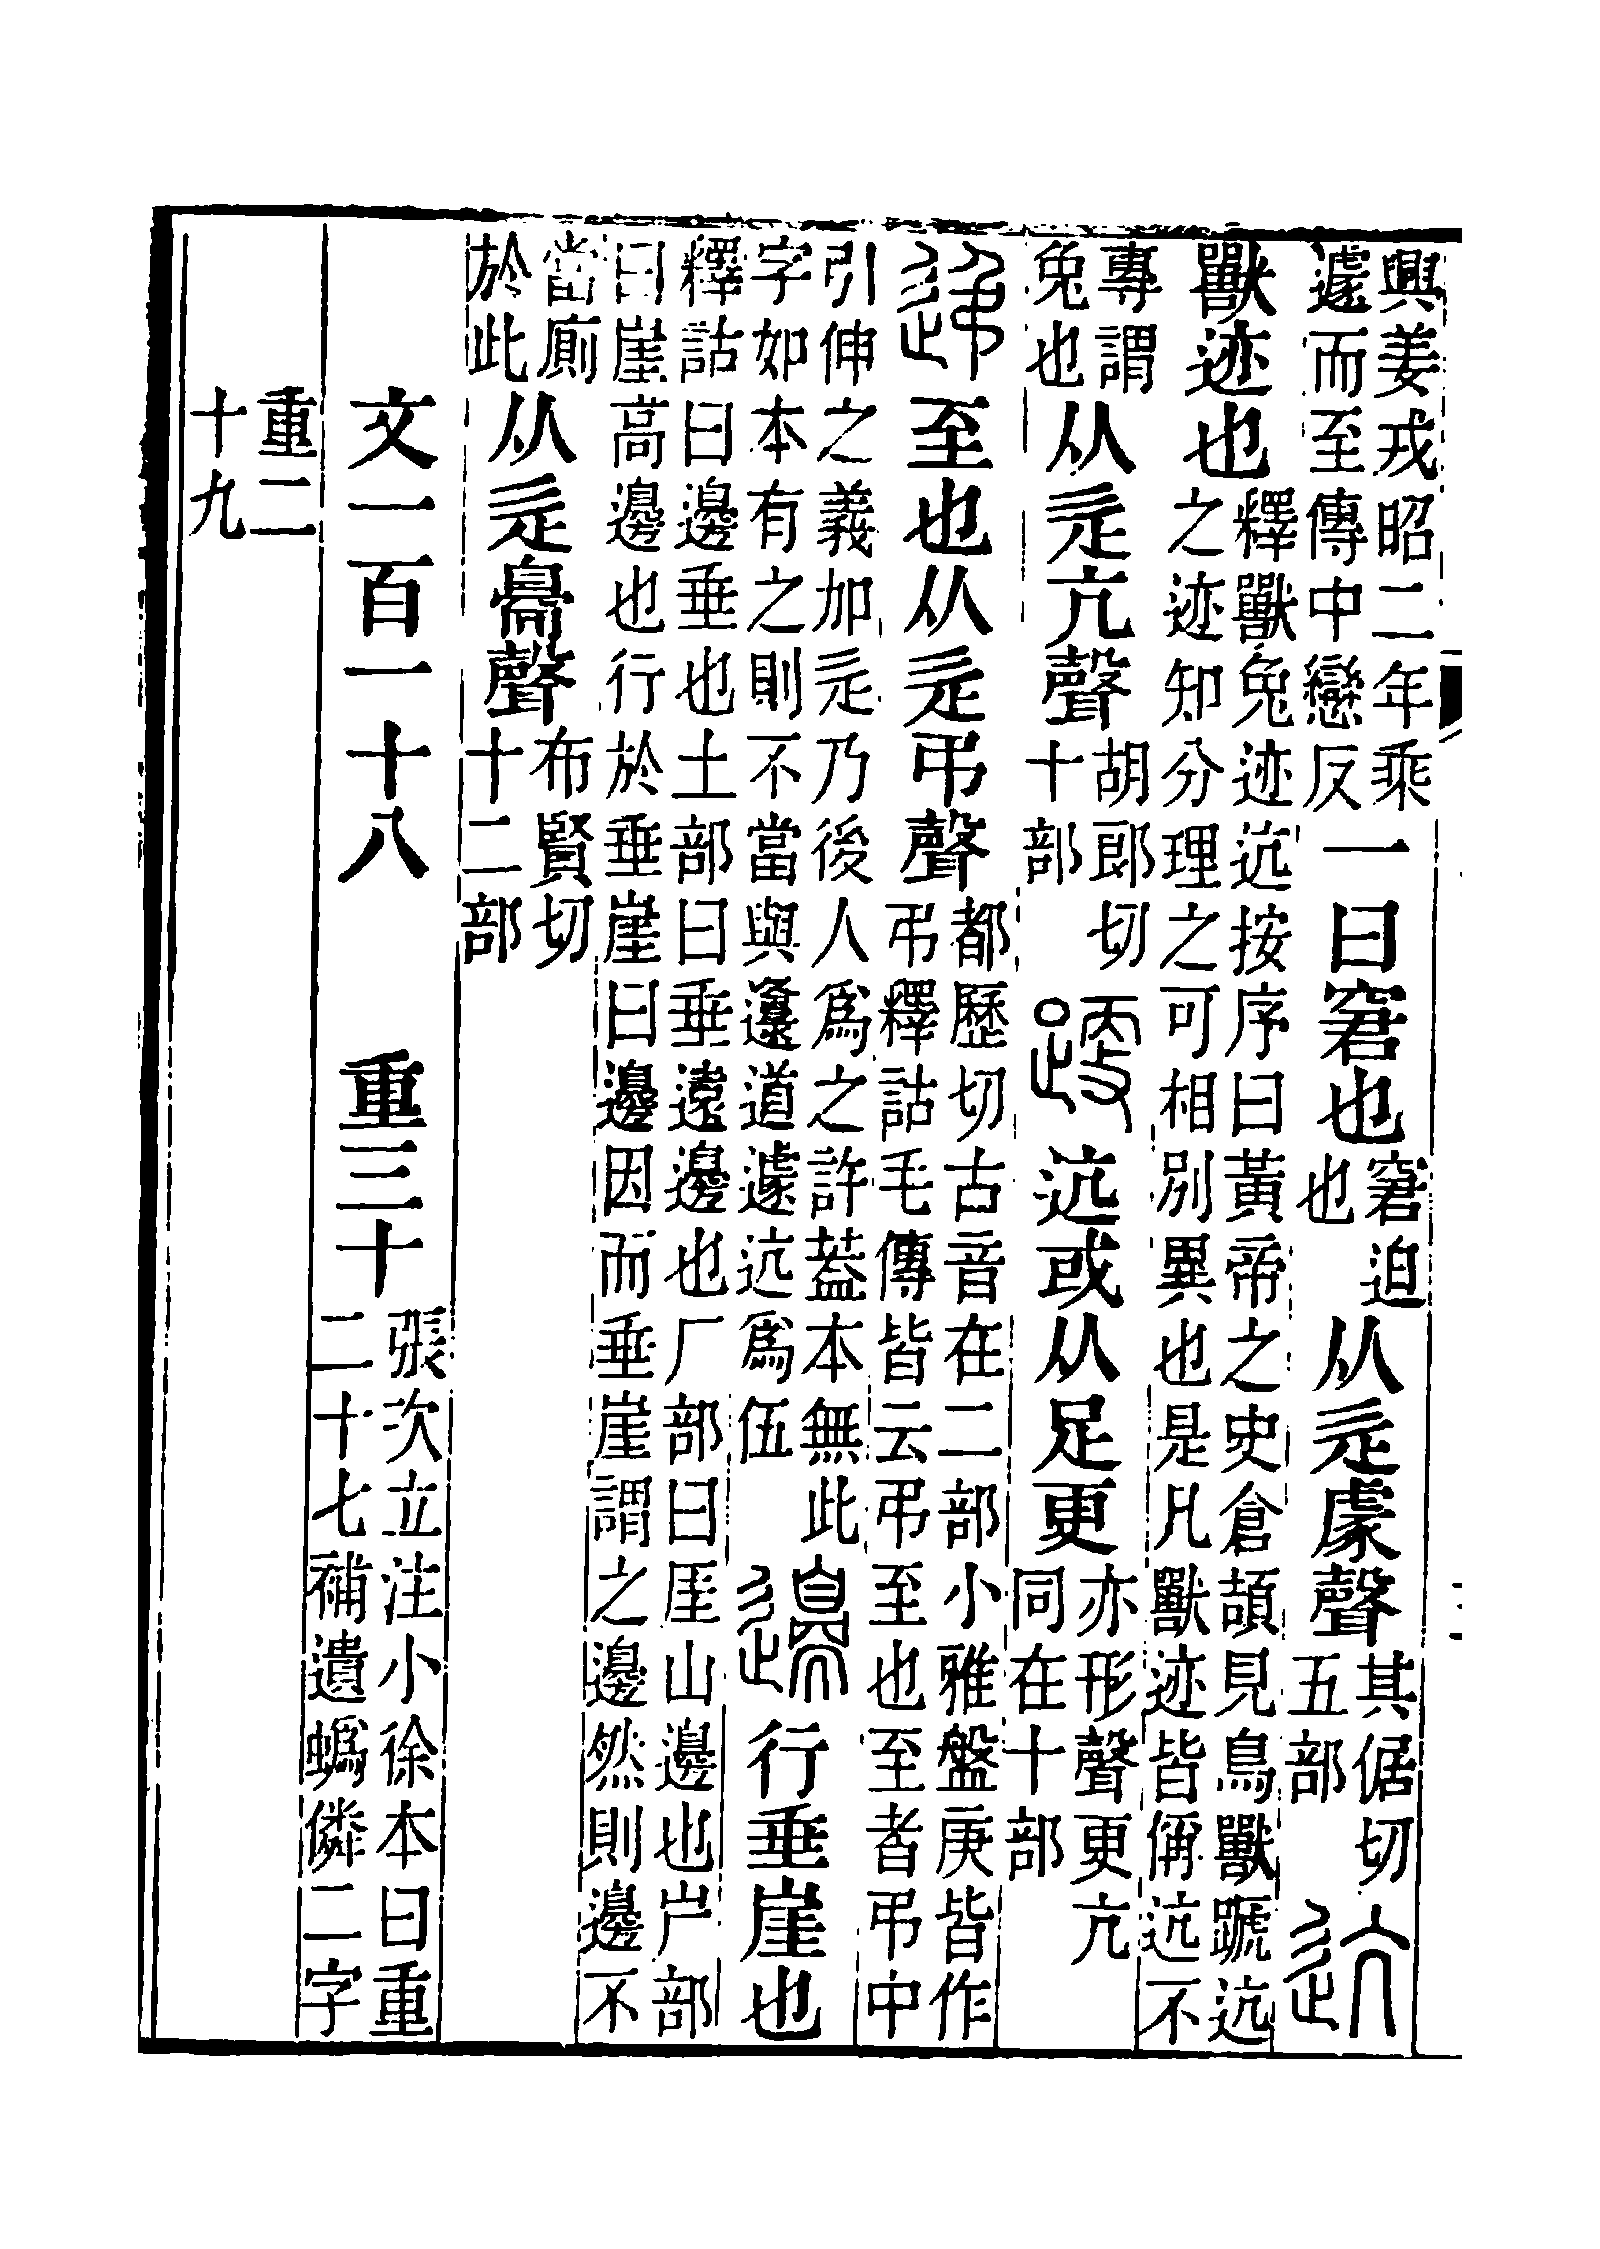 興姜戎昭二年乘遽而至傳中戀反一曰窘也窘迫也从辵豦聲其倨切五部迒
獸迹也釋獸兔迹迒按序曰黃帝之史倉頡見鳥獸蹏迒之迹知分理之可相別異也是凡獸迹皆偁迒不
專謂兔也从辵亢聲胡郎切十部𨁈迒或从足更亦形聲更亢同在十部
𨒛至也从辵弔聲都歷切古音在二部小雅盤庚皆作弔釋詁毛傳皆云弔至也至者弔中
引伸之義加辵乃後人爲之許蓋本無此字如本有之則不當與邍道遽迒爲伍邊行垂崖也
釋詁曰邊垂也土部曰垂遠邊也厂部曰厓山邊也屵部曰崖高邊也行於垂崖曰邊因而垂崖謂之邊然則邊不
當廁於此从辵臱聲布賢切十二部
文一百一十八　重三十張次立注小徐本曰重二十七補遺蟡僯二字
重二十九